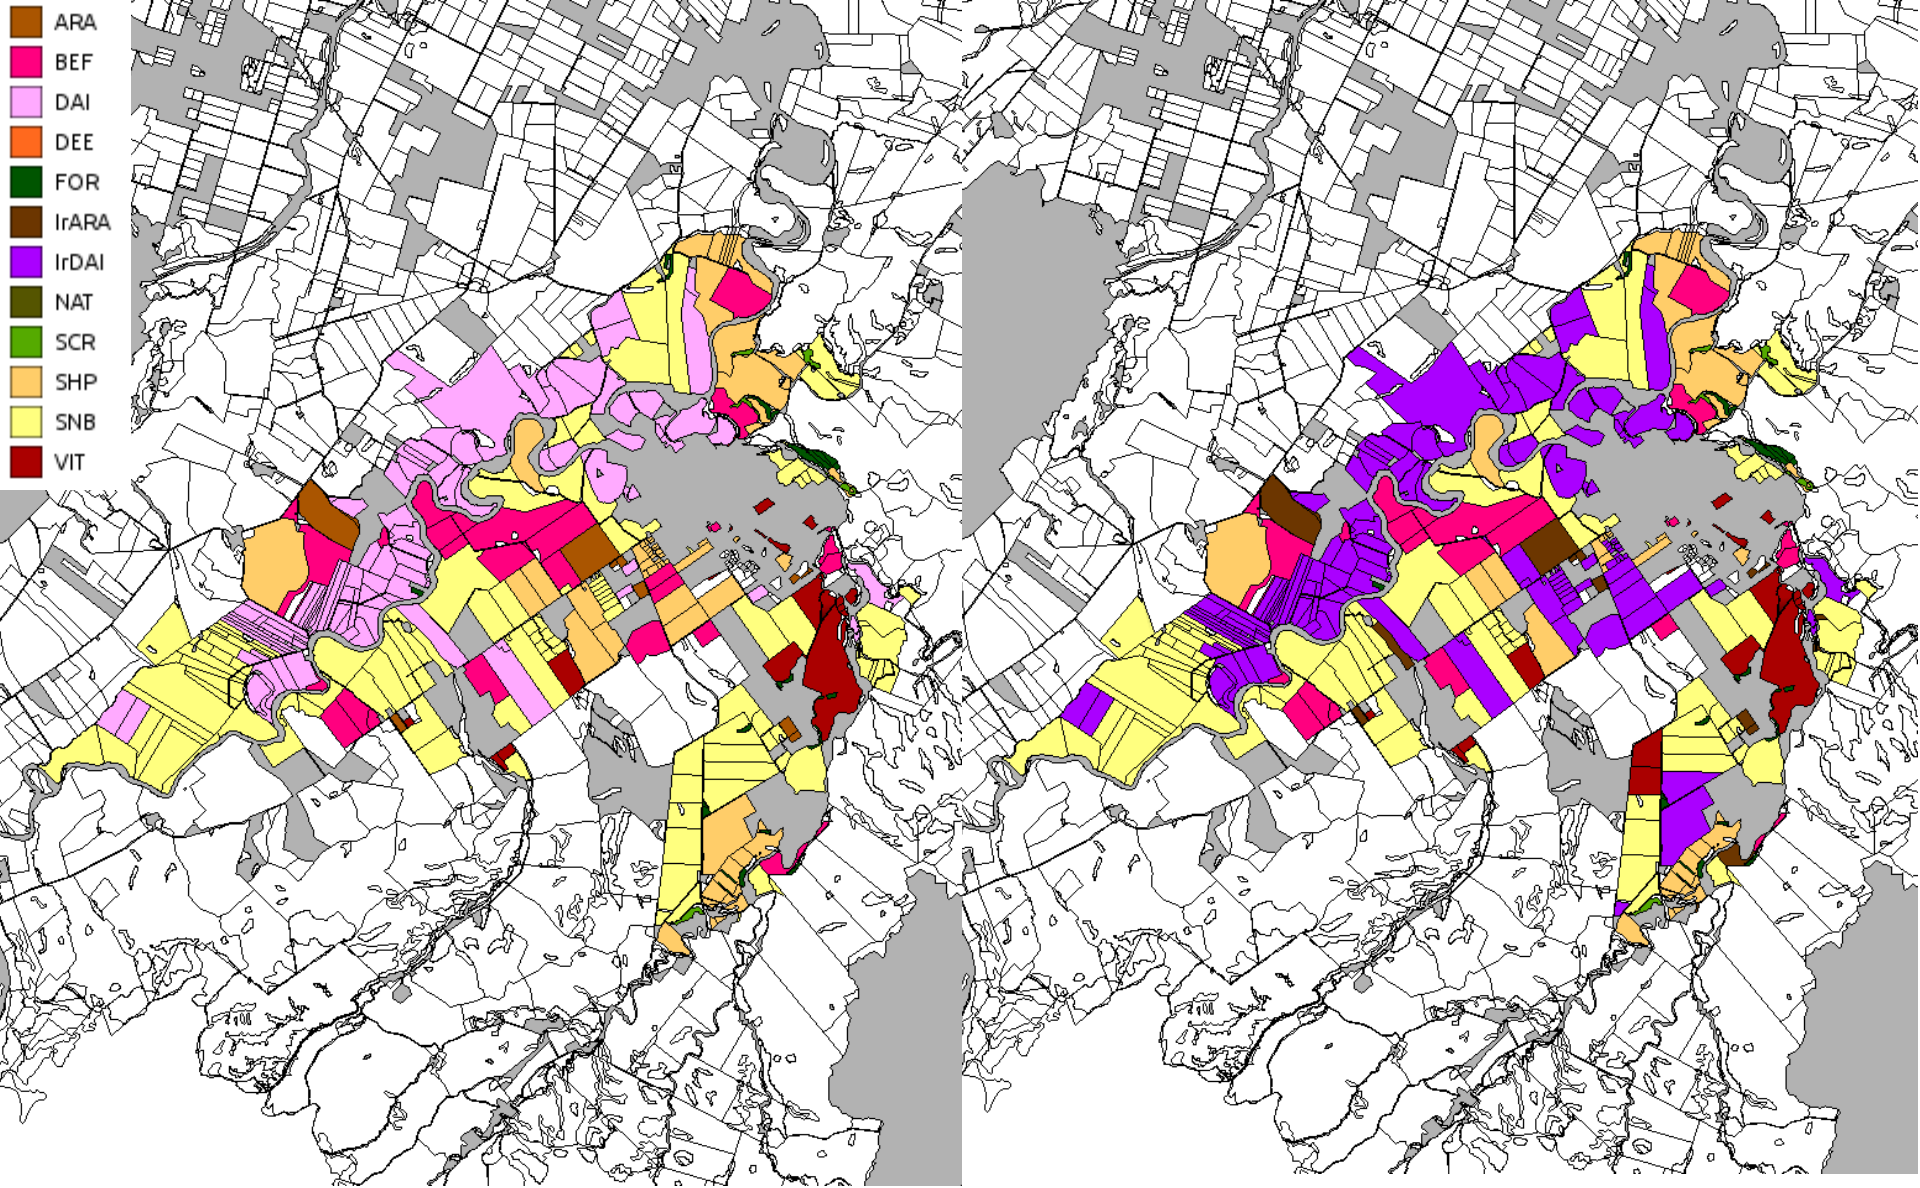 ARA
BEF
DAI
DEE
FOR
IrARA
IrDAI
NAT
SCR
SHP
SNB
VIT